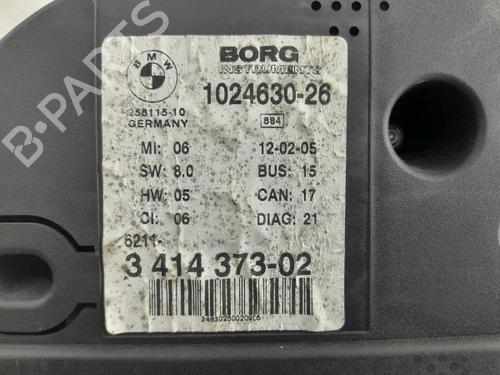 BMW
BORG
INSTRUMENTS
1024630-26
258115-10
GERMANY
884
MI: 06
12-02-05
SW: 8.0
BUS: 15
HW: 05
CAN: 17
CI: 06
DIAG: 21
6211-
3 414 373-02
24630260020905
B-PARTS